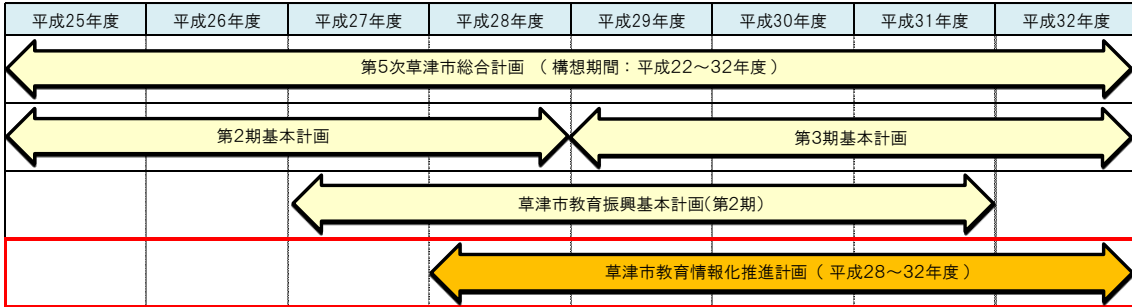 平成25年度 平成26年度 平成27年度 平成28年度 平成29年度 平成30年度 平成31年度 平成32年度
第5次草津市総合計画 （ 構想期間：平成22～32年度 ）
第2期基本計画 第3期基本計画
草津市教育振興基本計画(第2期)
草津市教育情報化推進計画（ 平成28～32年度 ）